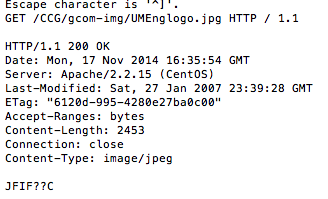 Escape character is '^]'.
GET /CCG/gcom-img/UMEnglogo.jpg HTTP / 1.1
HTTP/1.1 200 OK
Date: Mon, 17 Nov 2014 16:35:54 GMT
Server: Apache/2.2.15 (CentOS)
Last-Modified: Sat, 27 Jan 2007 23:39:28 GMT
ETag: "6120d-995-4280e27ba0c00"
Accept-Ranges: bytes
Content-Length: 2453
Connection: close
Content-Type: image/jpeg
JFIF??C